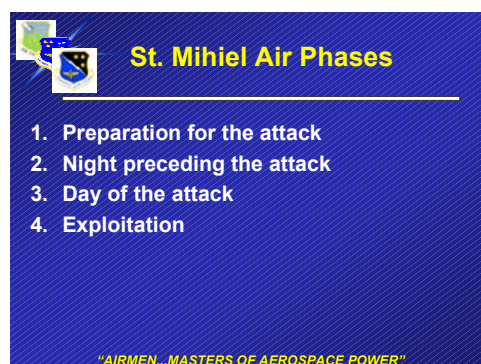 St. Mihiel Air Phases
1. Preparation for the attack
2. Night preceding the attack
3. Day of the attack
4. Exploitation
“AIRMEN...MASTERS OF AEROSPACE POWER”